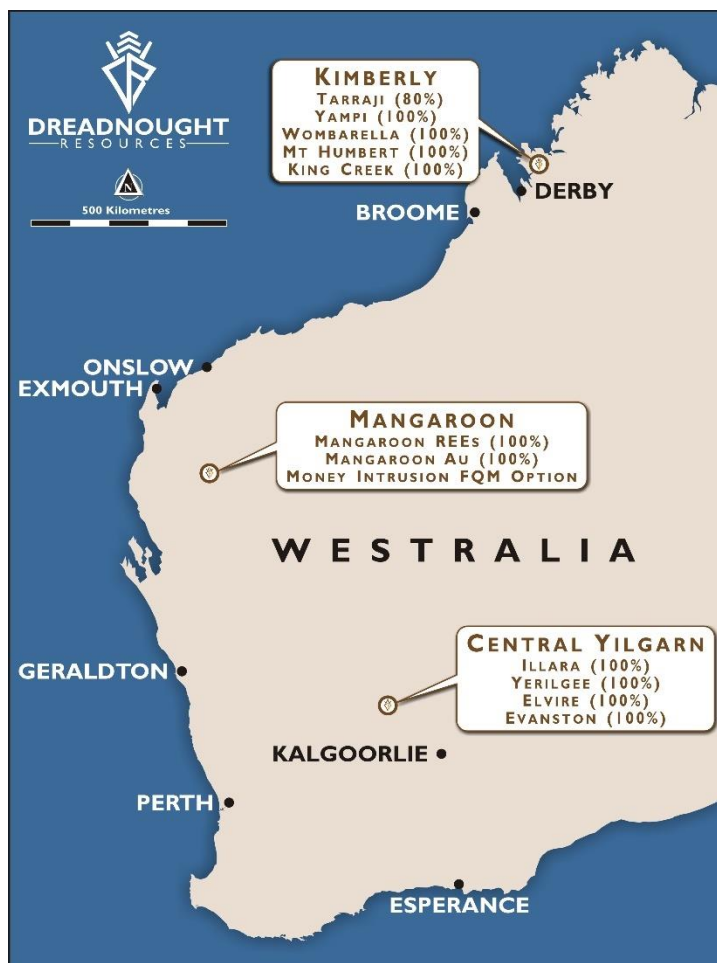 DREADNOUGHT
RESOURCES
N
500 Kilometres
KIMBERLY
TARRAJI (80%)
YAMPI (100%)
WOMBARELLA (100%)
MT HUMBERT (100%)
KING CREEK (100%)
DERBY
BROOME
ONSLOW
EXMOUTH
MANGAROON
MANGAROON REES (100%)
MANGAROON AU (100%)
MONEY INTRUSION FQM OPTION
WESTRALIA
CENTRAL YILGARN
ILLARA (100%)
YERILGEE (100%)
ELVIRE (100%)
EVANSTON (100%)
GERALDTON
KALGOORLIE
PERTH
ESPERANCE